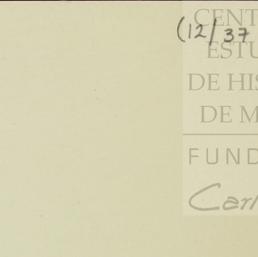 (12/37
CENT
ESTU
DE HIS
DE M
FUND
Carl